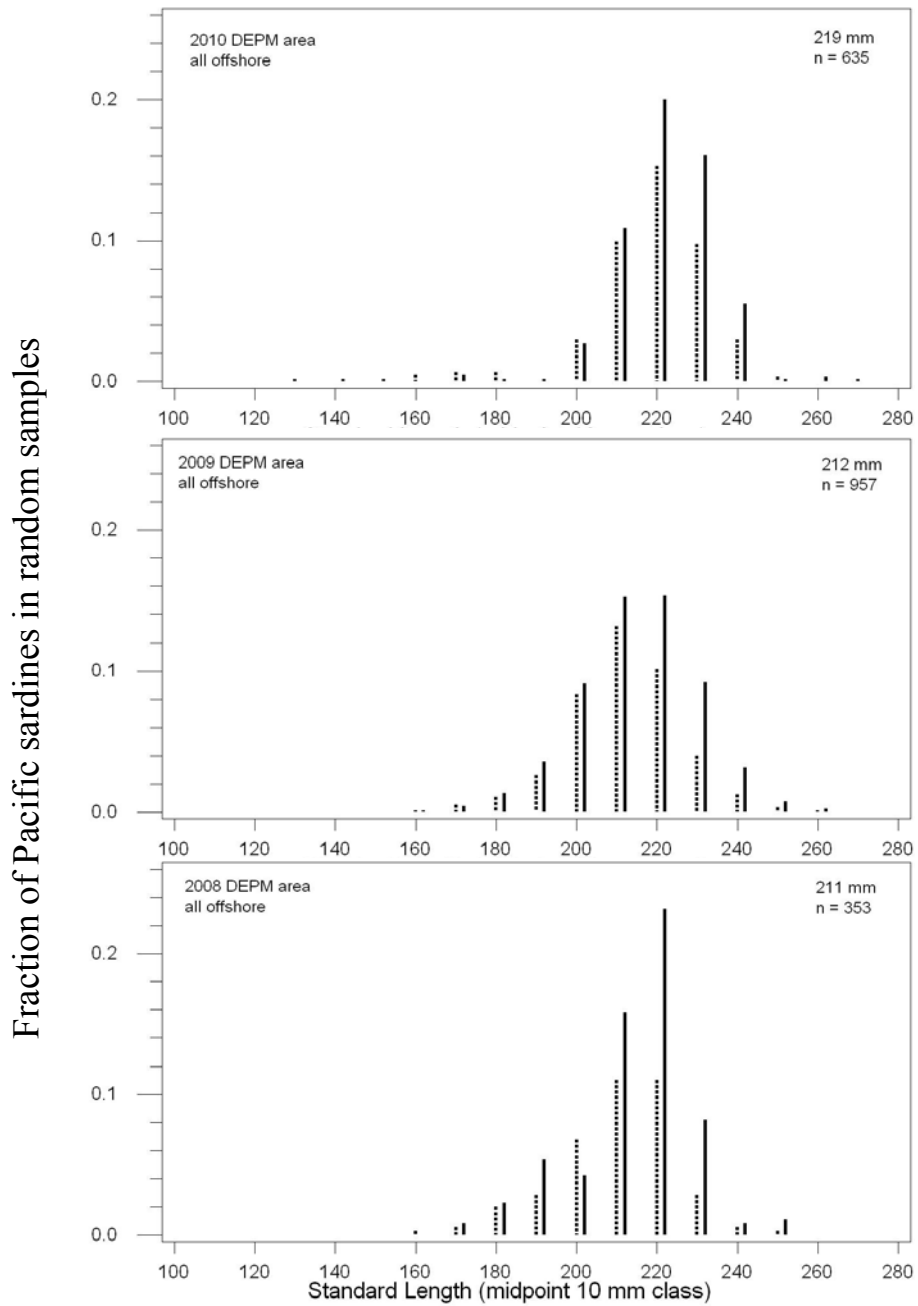 Fraction of Pacific sardines in random samples
2010 DEPM area
all offshore
219 mm
n = 635
0.2
0.1
0.0
100 120 140 160 180 200 220 240 260 280
2009 DEPM area
all offshore
212 mm
n = 957
0.2
0.1
0.0
100 120 140 160 180 200 220 240 260 280
2008 DEPM area
all offshore
211 mm
n = 353
0.2
0.1
0.0
100 120 140 160 180 200 220 240 260 280
Standard Length (midpoint 10 mm class)